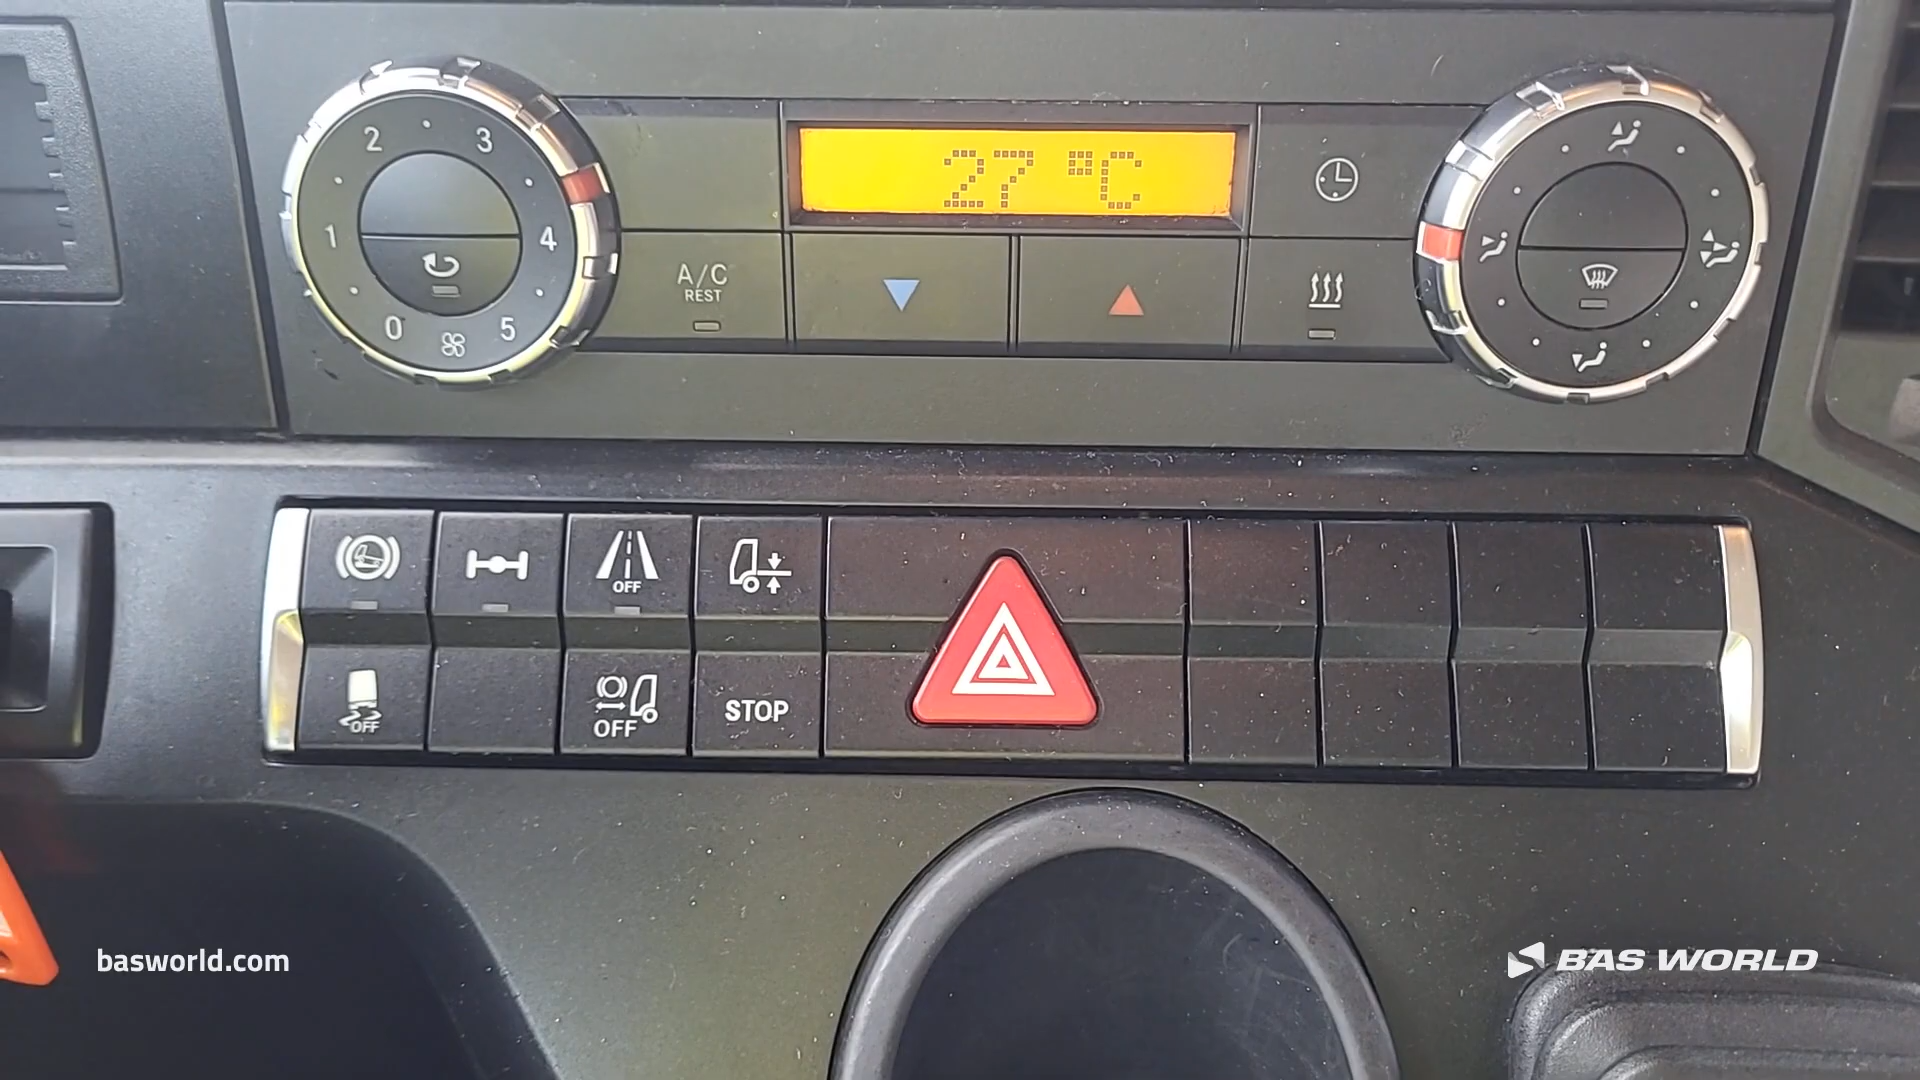 2 3
27 °C
1 4
A/C
REST
0 5
OFF
OFF
OFF
STOP
basworld.com
BAS WORLD